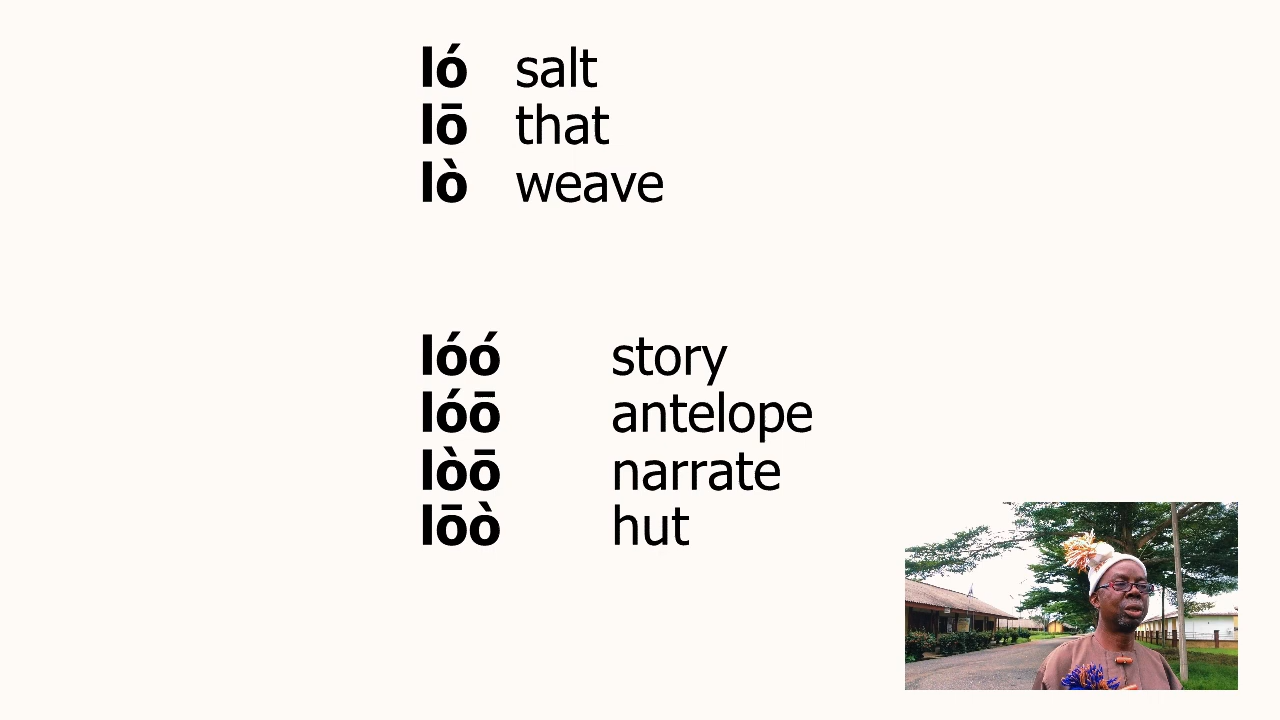 ló salt
lō that
lò weave
lóó story
lóō antelope
lòō narrate
lōò hut